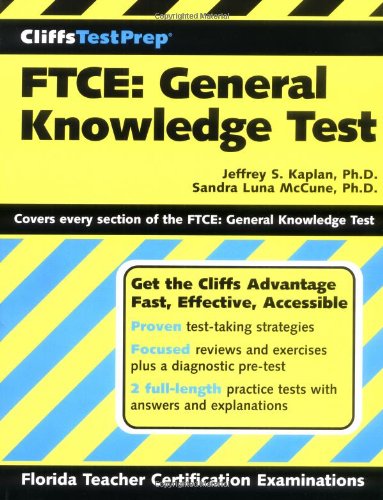 CliffsTestPrep®
FTCE: General
Knowledge Test
Jeffrey S. Kaplan, Ph.D.
Sandra Luna McCune, Ph.D.
Covers every section of the FTCE: General Knowledge Test
Get the Cliffs Advantage
Fast, Effective, Accessible
Proven test-taking strategies
Focused reviews and exercises
plus a diagnostic pre-test
2 full-length practice tests with
answers and explanations
Florida Teacher Certification Examinations